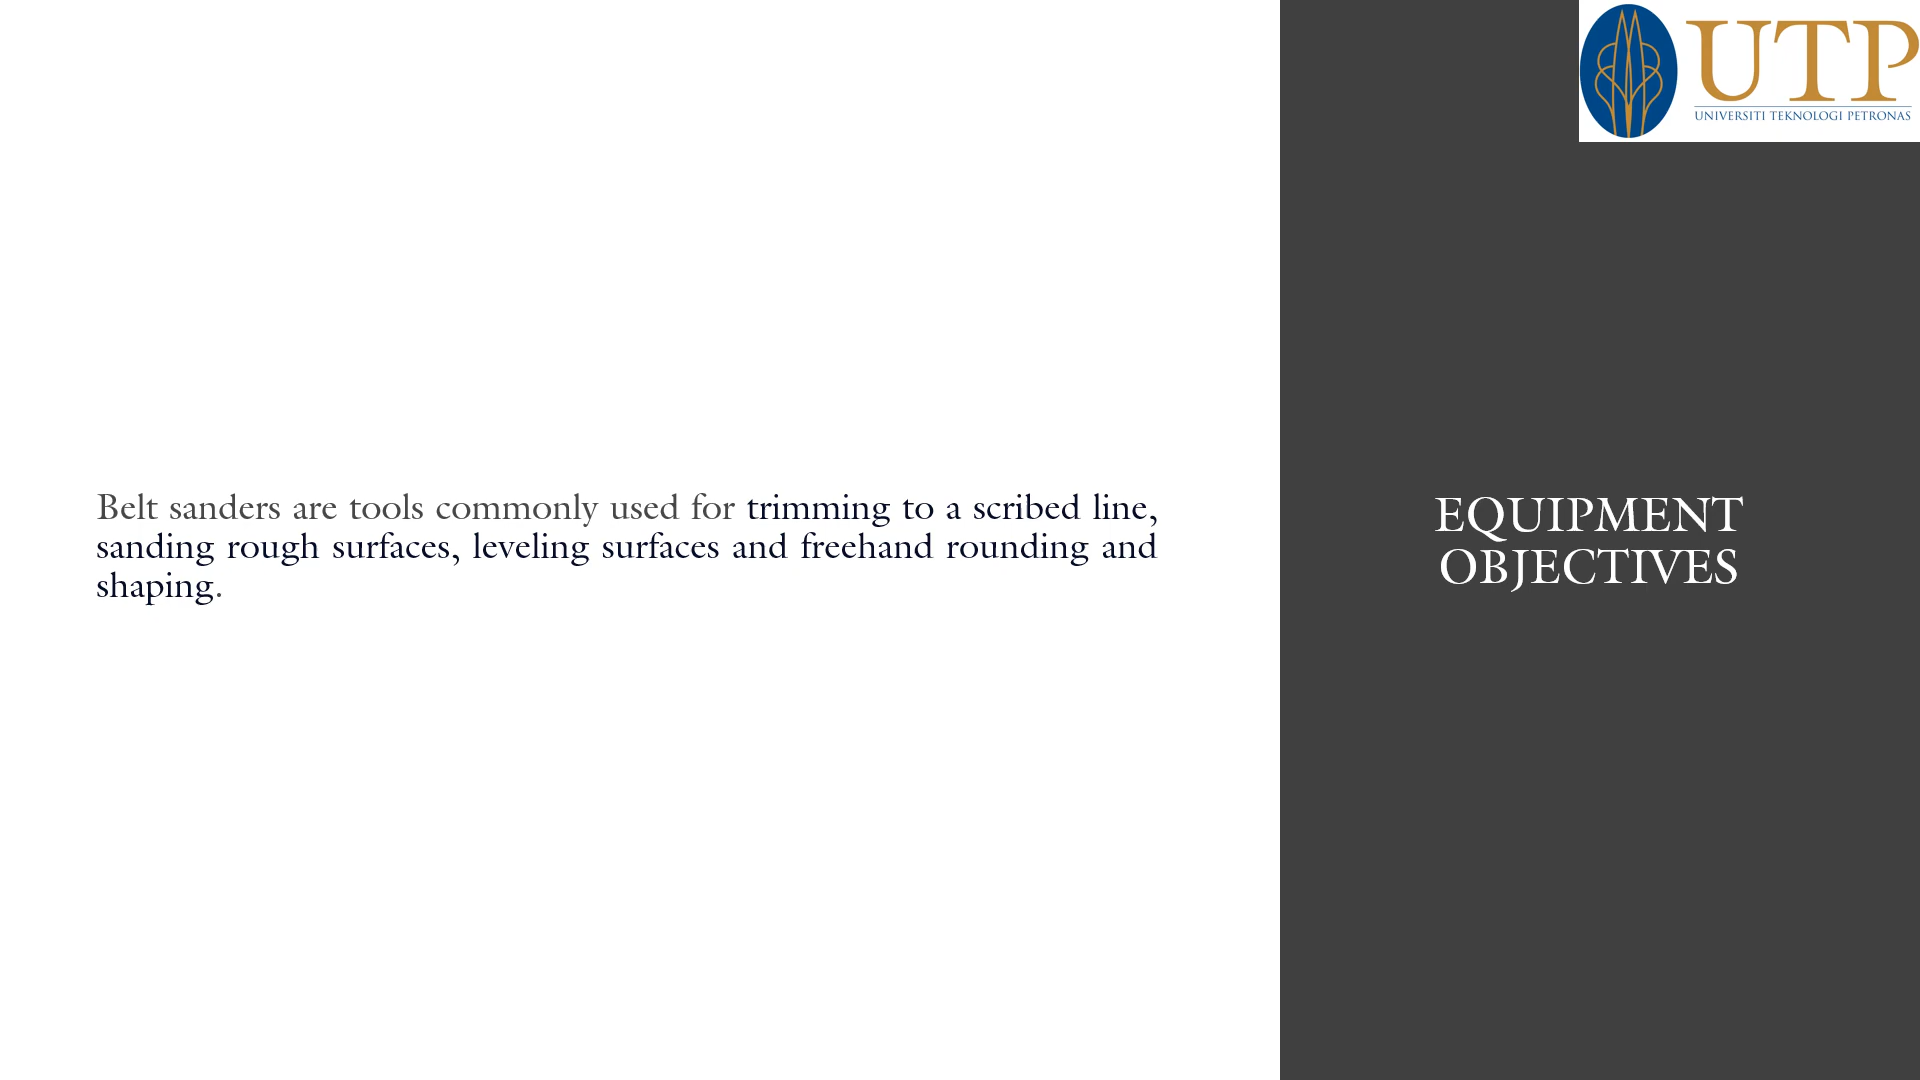 UTP
UNIVERSITI TEKNOLOGI PETRONAS
Belt sanders are tools commonly used for trimming to a scribed line,
sanding rough surfaces, leveling surfaces and freehand rounding and
shaping.
EQUIPMENT
OBJECTIVES